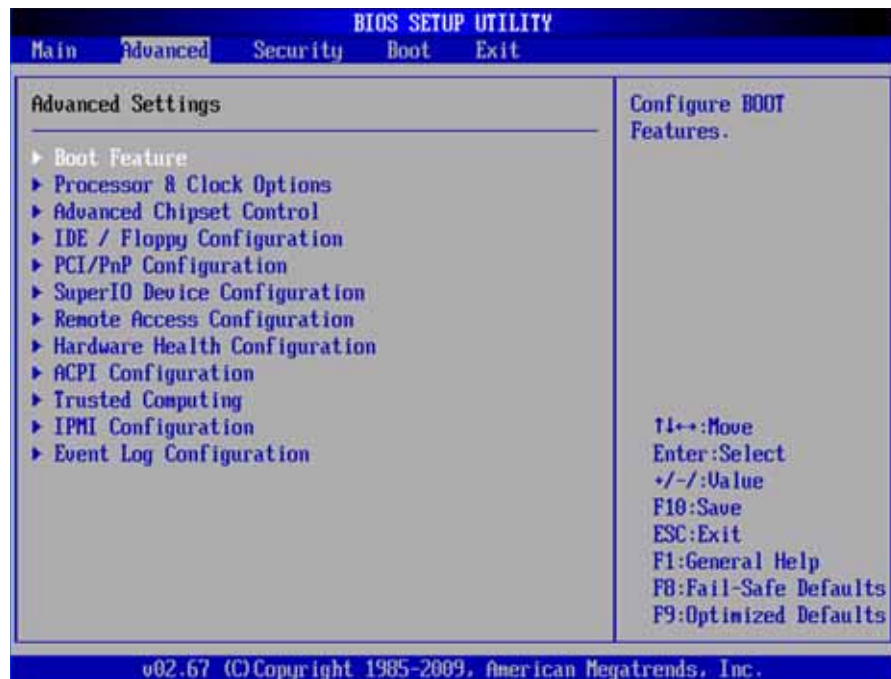 BIOS SETUP UTILITY
Main Advanced Security Boot Exit
Advanced Settings
▶ Boot Feature
▶ Processor & Clock Options
▶ Advanced Chipset Control
▶ IDE / Floppy Configuration
▶ PCI/PnP Configuration
▶ SuperIO Device Configuration
▶ Remote Access Configuration
▶ Hardware Health Configuration
▶ ACPI Configuration
▶ Trusted Computing
▶ IPMI Configuration
▶ Event Log Configuration
Configure BOOT
Features.
↑↓←→:Move
Enter:Select
+/-/:Value
F10:Save
ESC:Exit
F1:General Help
F8:Fail-Safe Defaults
F9:Optimized Defaults
v02.67 (C)Copyright 1985-2009, American Megatrends, Inc.